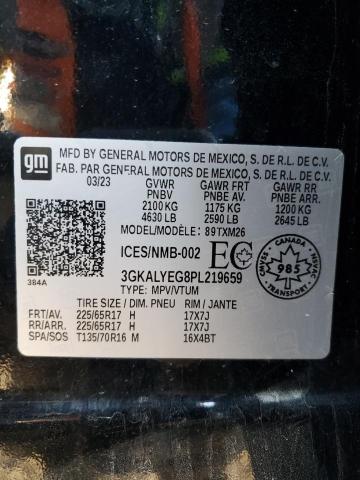 gm
MFD BY GENERAL MOTORS DE MEXICO, S. DE R.L. DE C.V.
FAB. PAR GENERAL MOTORS DE MEXICO, S. DE R.L. DE C.V.
03/23 GVWR GAWR FRT GAWR RR
PNBV PNBE AV. PNBE ARR.
2100 KG 1175 KG 1200 KG
4630 LB 2590 LB 2645 LB
MODEL/MODÈLE: 89TXM26
ICES/NMB-002 EC
3GKALYEG8PL219659
384A
TYPE: MPV/VTUM
CANADA
CMVSS 985 NSVAC
TRANSPORT
TIRE SIZE / DIM. PNEU RIM / JANTE
FRT/AV. 225/65R17 H 17X7J
RR/ARR. 225/65R17 H 17X7J
SPA/SOS T135/70R16 M 16X4BT